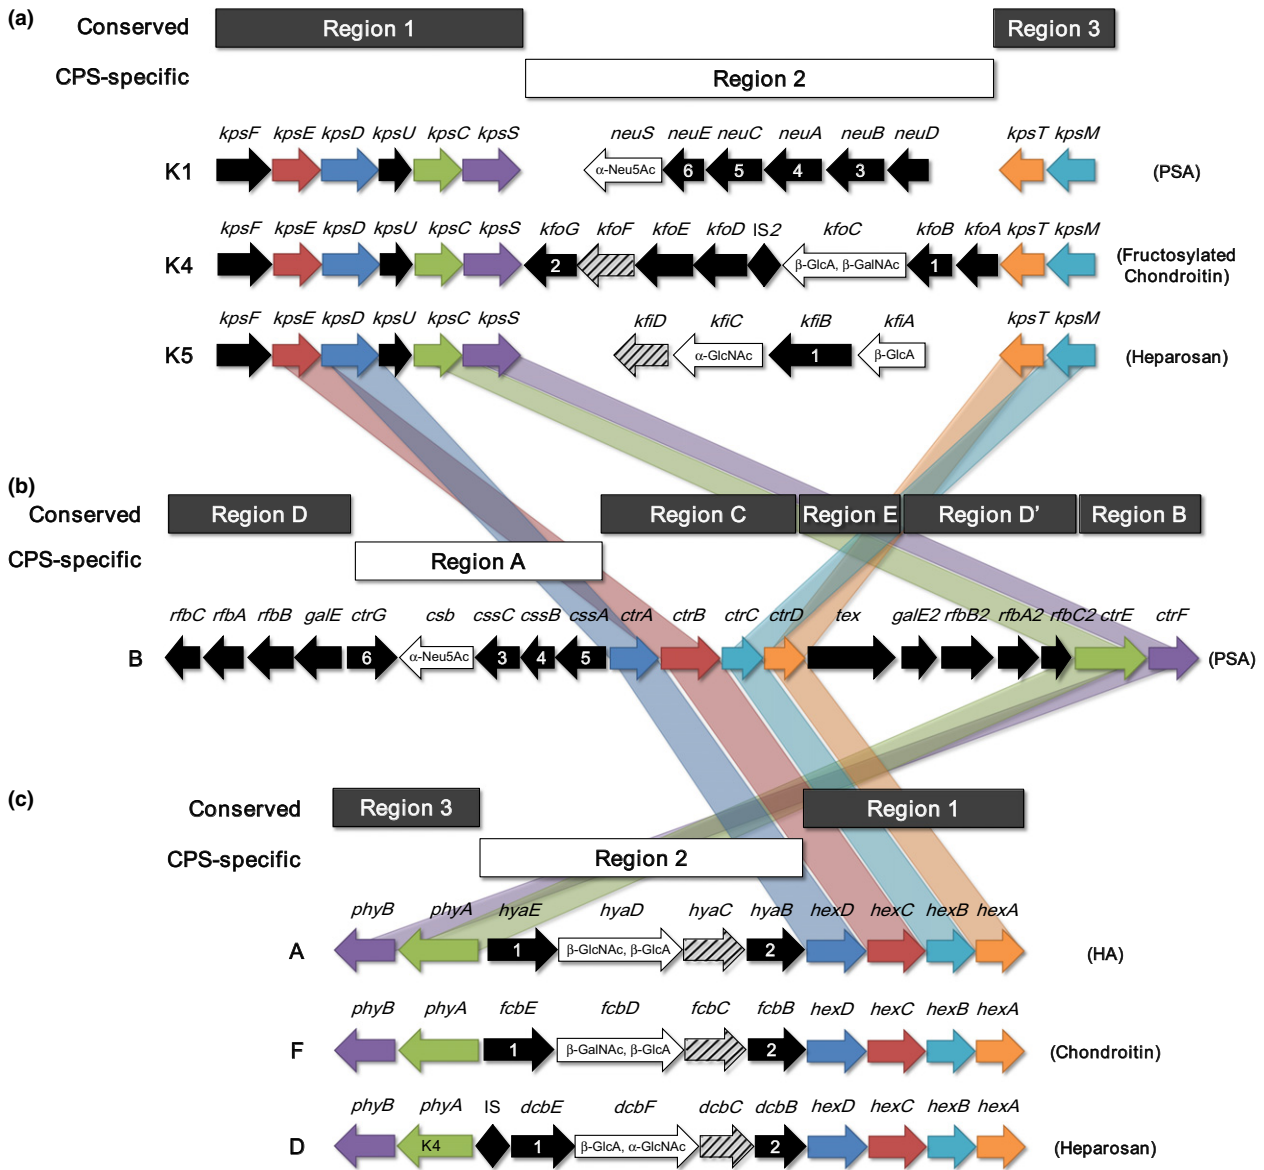 (a)
Conserved Region 1 Region 3
CPS-specific Region 2
kpsF kpsE kpsD kpsU kpsC kpsS neuS neuE neuC neuA neuB neuD kpsT kpsM
K1 α-Neu5Ac 6 5 4 3 (PSA)
kpsF kpsE kpsD kpsU kpsC kpsS kfoG kfoF kfoE kfoD IS2 kfoC kfoB kfoA kpsT kpsM
K4 2 β-GlcA, β-GalNAc 1 (Fructosylated
Chondroitin)
kpsF kpsE kpsD kpsU kpsC kpsS kfiD kfiC kfiB kfiA kpsT kpsM
K5 α-GlcNAc 1 β-GlcA (Heparosan)
(b)
Conserved Region D Region C Region E Region D' Region B
CPS-specific Region A
rfbC rfbA rfbB galE ctrG csb cssC cssB cssA ctrA ctrB ctrC ctrD tex galE2 rfbB2 rfbA2 rfbC2 ctrE ctrF
B 6 α-Neu5Ac 3 4 5 (PSA)
(c)
Conserved Region 3 Region 1
CPS-specific Region 2
phyB phyA hyaE hyaD hyaC hyaB hexD hexC hexB hexA
A 1 β-GlcNAc, β-GlcA 2 (HA)
phyB phyA fcbE fcbD fcbC fcbB hexD hexC hexB hexA
F 1 β-GalNAc, β-GlcA 2 (Chondroitin)
phyB phyA IS dcbE dcbF dcbC dcbB hexD hexC hexB hexA
D K4 1 β-GlcA, α-GlcNAc 2 (Heparosan)